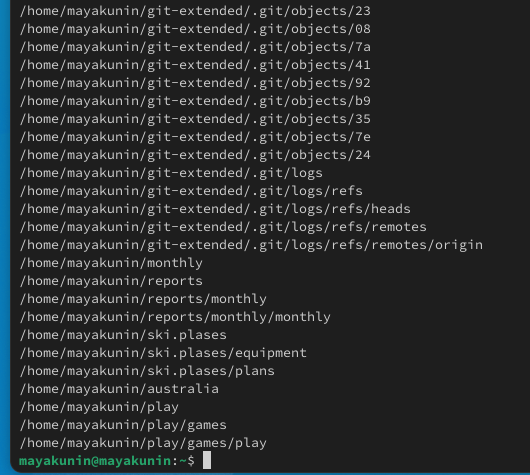 /home/mayakunin/git-extended/.git/objects/23
/home/mayakunin/git-extended/.git/objects/08
/home/mayakunin/git-extended/.git/objects/7a
/home/mayakunin/git-extended/.git/objects/41
/home/mayakunin/git-extended/.git/objects/92
/home/mayakunin/git-extended/.git/objects/b9
/home/mayakunin/git-extended/.git/objects/35
/home/mayakunin/git-extended/.git/objects/7e
/home/mayakunin/git-extended/.git/objects/24
/home/mayakunin/git-extended/.git/logs
/home/mayakunin/git-extended/.git/logs/refs
/home/mayakunin/git-extended/.git/logs/refs/heads
/home/mayakunin/git-extended/.git/logs/refs/remotes
/home/mayakunin/git-extended/.git/logs/refs/remotes/origin
/home/mayakunin/monthly
/home/mayakunin/reports
/home/mayakunin/reports/monthly
/home/mayakunin/reports/monthly/monthly
/home/mayakunin/ski.plases
/home/mayakunin/ski.plases/equipment
/home/mayakunin/ski.plases/plans
/home/mayakunin/australia
/home/mayakunin/play
/home/mayakunin/play/games
/home/mayakunin/play/games/play
mayakunin@mayakunin:~$